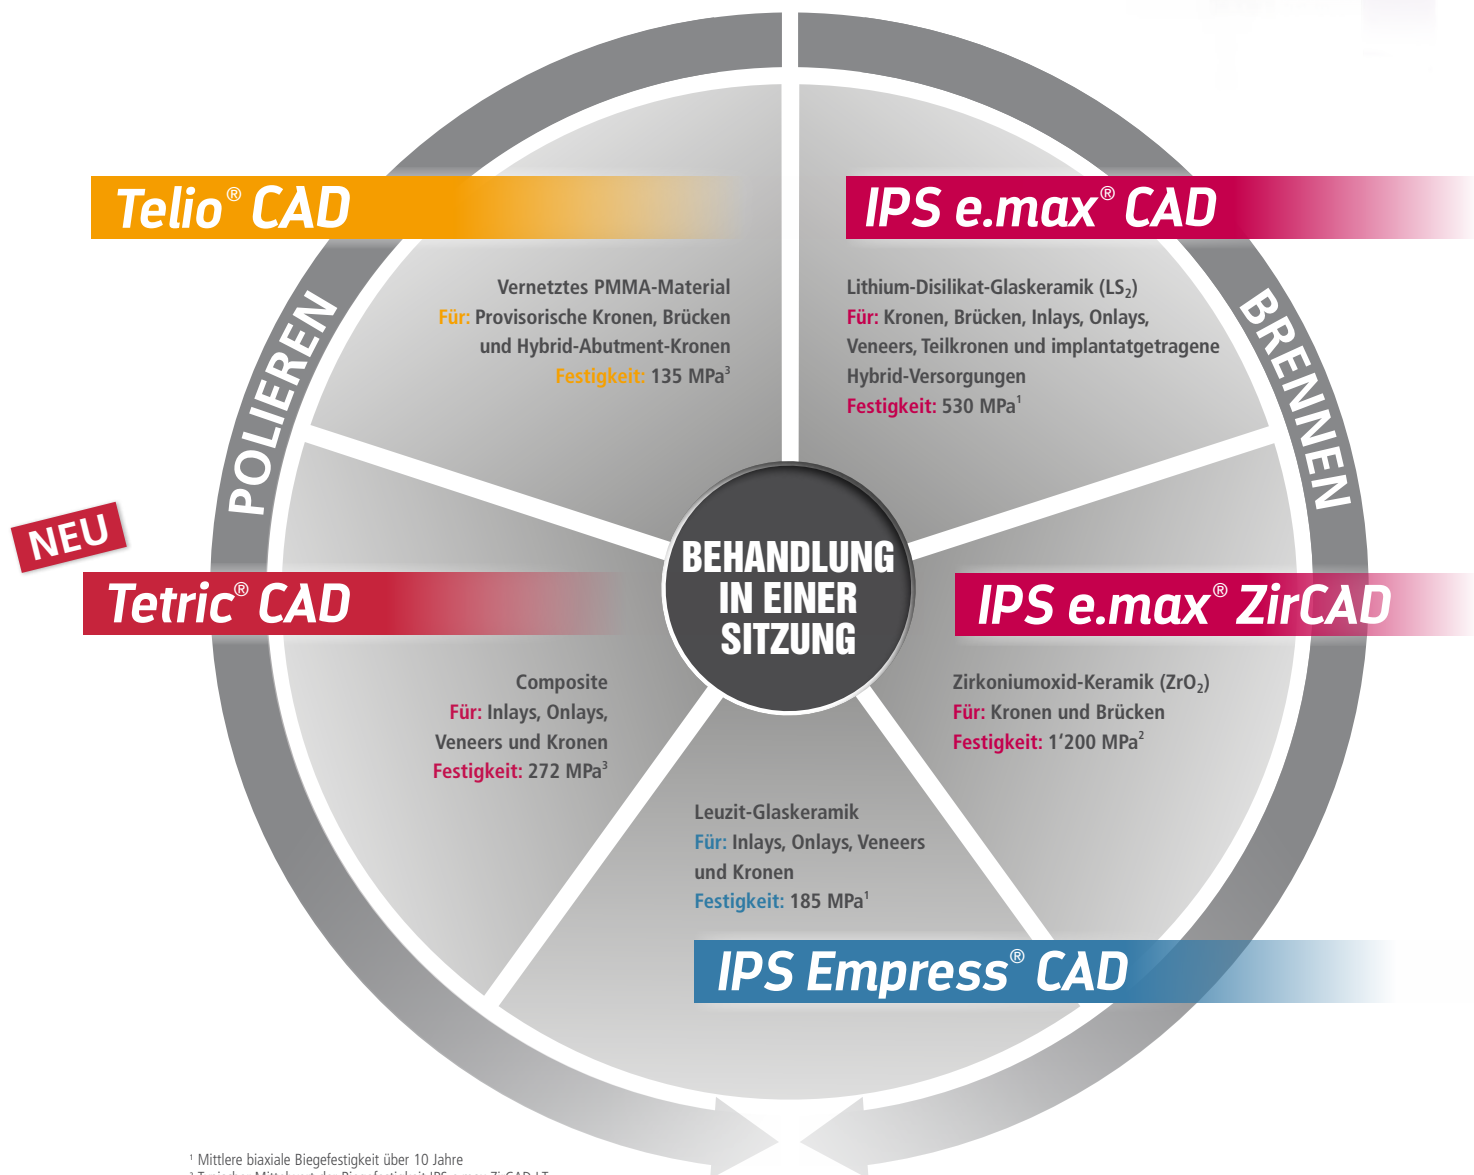 Telio® CAD
Vernetztes PMMA-Material
Für: Provisorische Kronen, Brücken
und Hybrid-Abutment-Kronen
Festigkeit: 135 MPa³
IPS e.max® CAD
Lithium-Disilikat-Glaskeramik (LS₂)
Für: Kronen, Brücken, Inlays, Onlays,
Veneers, Teilkronen und implantatgetragene
Hybrid-Versorgungen
Festigkeit: 530 MPa¹
POLIEREN
BRENNEN
NEU
BEHANDLUNG
IN EINER
SITZUNG
Tetric® CAD
Composite
Für: Inlays, Onlays,
Veneers und Kronen
Festigkeit: 272 MPa³
IPS e.max® ZirCAD
Zirkoniumoxid-Keramik (ZrO₂)
Für: Kronen und Brücken
Festigkeit: 1’200 MPa²
Leuzit-Glaskeramik
Für: Inlays, Onlays, Veneers
und Kronen
Festigkeit: 185 MPa¹
IPS Empress® CAD
¹ Mittlere biaxiale Biegefestigkeit über 10 Jahre